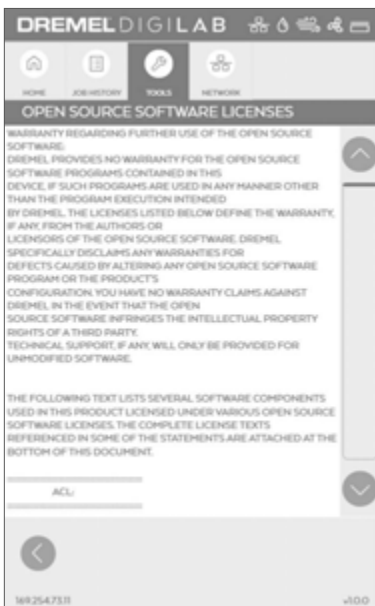 DREMEL DIGILAB
HOME
JOB HISTORY
TOOLS
NETWORK
OPEN SOURCE SOFTWARE LICENSES
WARRANTY REGARDING FURTHER USE OF THE OPEN SOURCE
SOFTWARE:
DREMEL PROVIDES NO WARRANTY FOR THE OPEN SOURCE
SOFTWARE PROGRAMS CONTAINED IN THIS
DEVICE, IF SUCH PROGRAMS ARE USED IN ANY MANNER OTHER
THAN THE PROGRAM EXECUTION INTENDED
BY DREMEL. THE LICENSES LISTED BELOW DEFINE THE WARRANTY,
IF ANY, FROM THE AUTHORS OR
LICENSORS OF THE OPEN SOURCE SOFTWARE. DREMEL
SPECIFICALLY DISCLAIMS ANY WARRANTIES FOR
DEFECTS CAUSED BY ALTERING ANY OPEN SOURCE SOFTWARE
PROGRAM OR THE PRODUCT'S
CONFIGURATION. YOU HAVE NO WARRANTY CLAIMS AGAINST
DREMEL IN THE EVENT THAT THE OPEN
SOURCE SOFTWARE INFRINGES THE INTELLECTUAL PROPERTY
RIGHTS OF A THIRD PARTY.
TECHNICAL SUPPORT, IF ANY, WILL ONLY BE PROVIDED FOR
UNMODIFIED SOFTWARE.
THE FOLLOWING TEXT LISTS SEVERAL SOFTWARE COMPONENTS
USED IN THIS PRODUCT LICENSED UNDER VARIOUS OPEN SOURCE
SOFTWARE LICENSES. THE COMPLETE LICENSE TEXTS
REFERENCED IN SOME OF THE STATEMENTS ARE ATTACHED AT THE
BOTTOM OF THIS DOCUMENT.
ACL:
169.254.73.11
v1.0.0